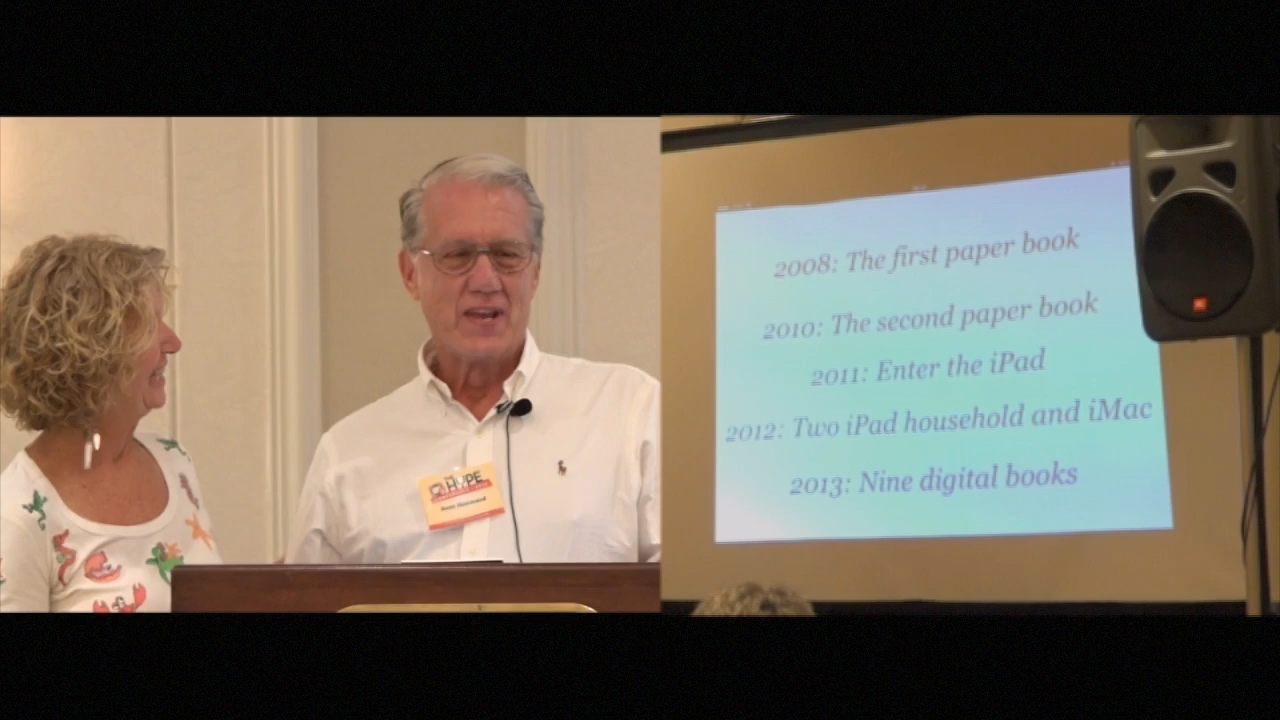 HYPE
2008: The first paper book
2010: The second paper book
2011: Enter the iPad
2012: Two iPad household and iMac
2013: Nine digital books